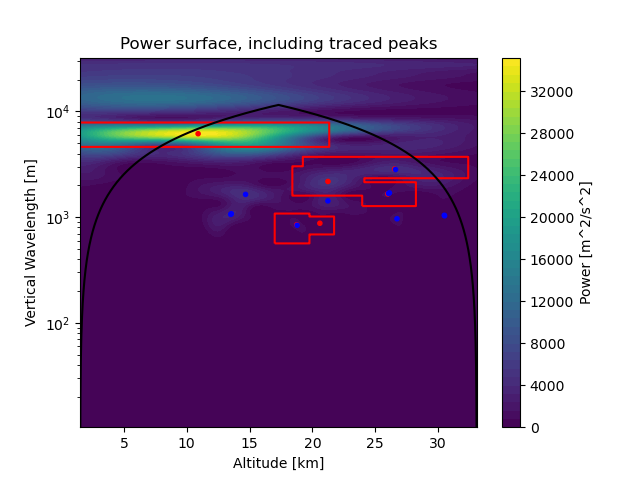 Power surface, including traced peaks
Vertical Wavelength [m]
10^4
10^3
10^2
5 10 15 20 25 30
Altitude [km]
32000
28000
24000
20000
16000
12000
8000
4000
0
Power [m^2/s^2]